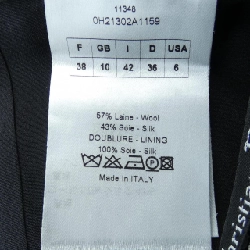 11348
0H21302A1159
F GB I D USA
38 10 42 36 6
57% Laine - Wool
43% Soie - Silk
DOUBLURE - LINING
100% Soie - Silk
Made in ITALY